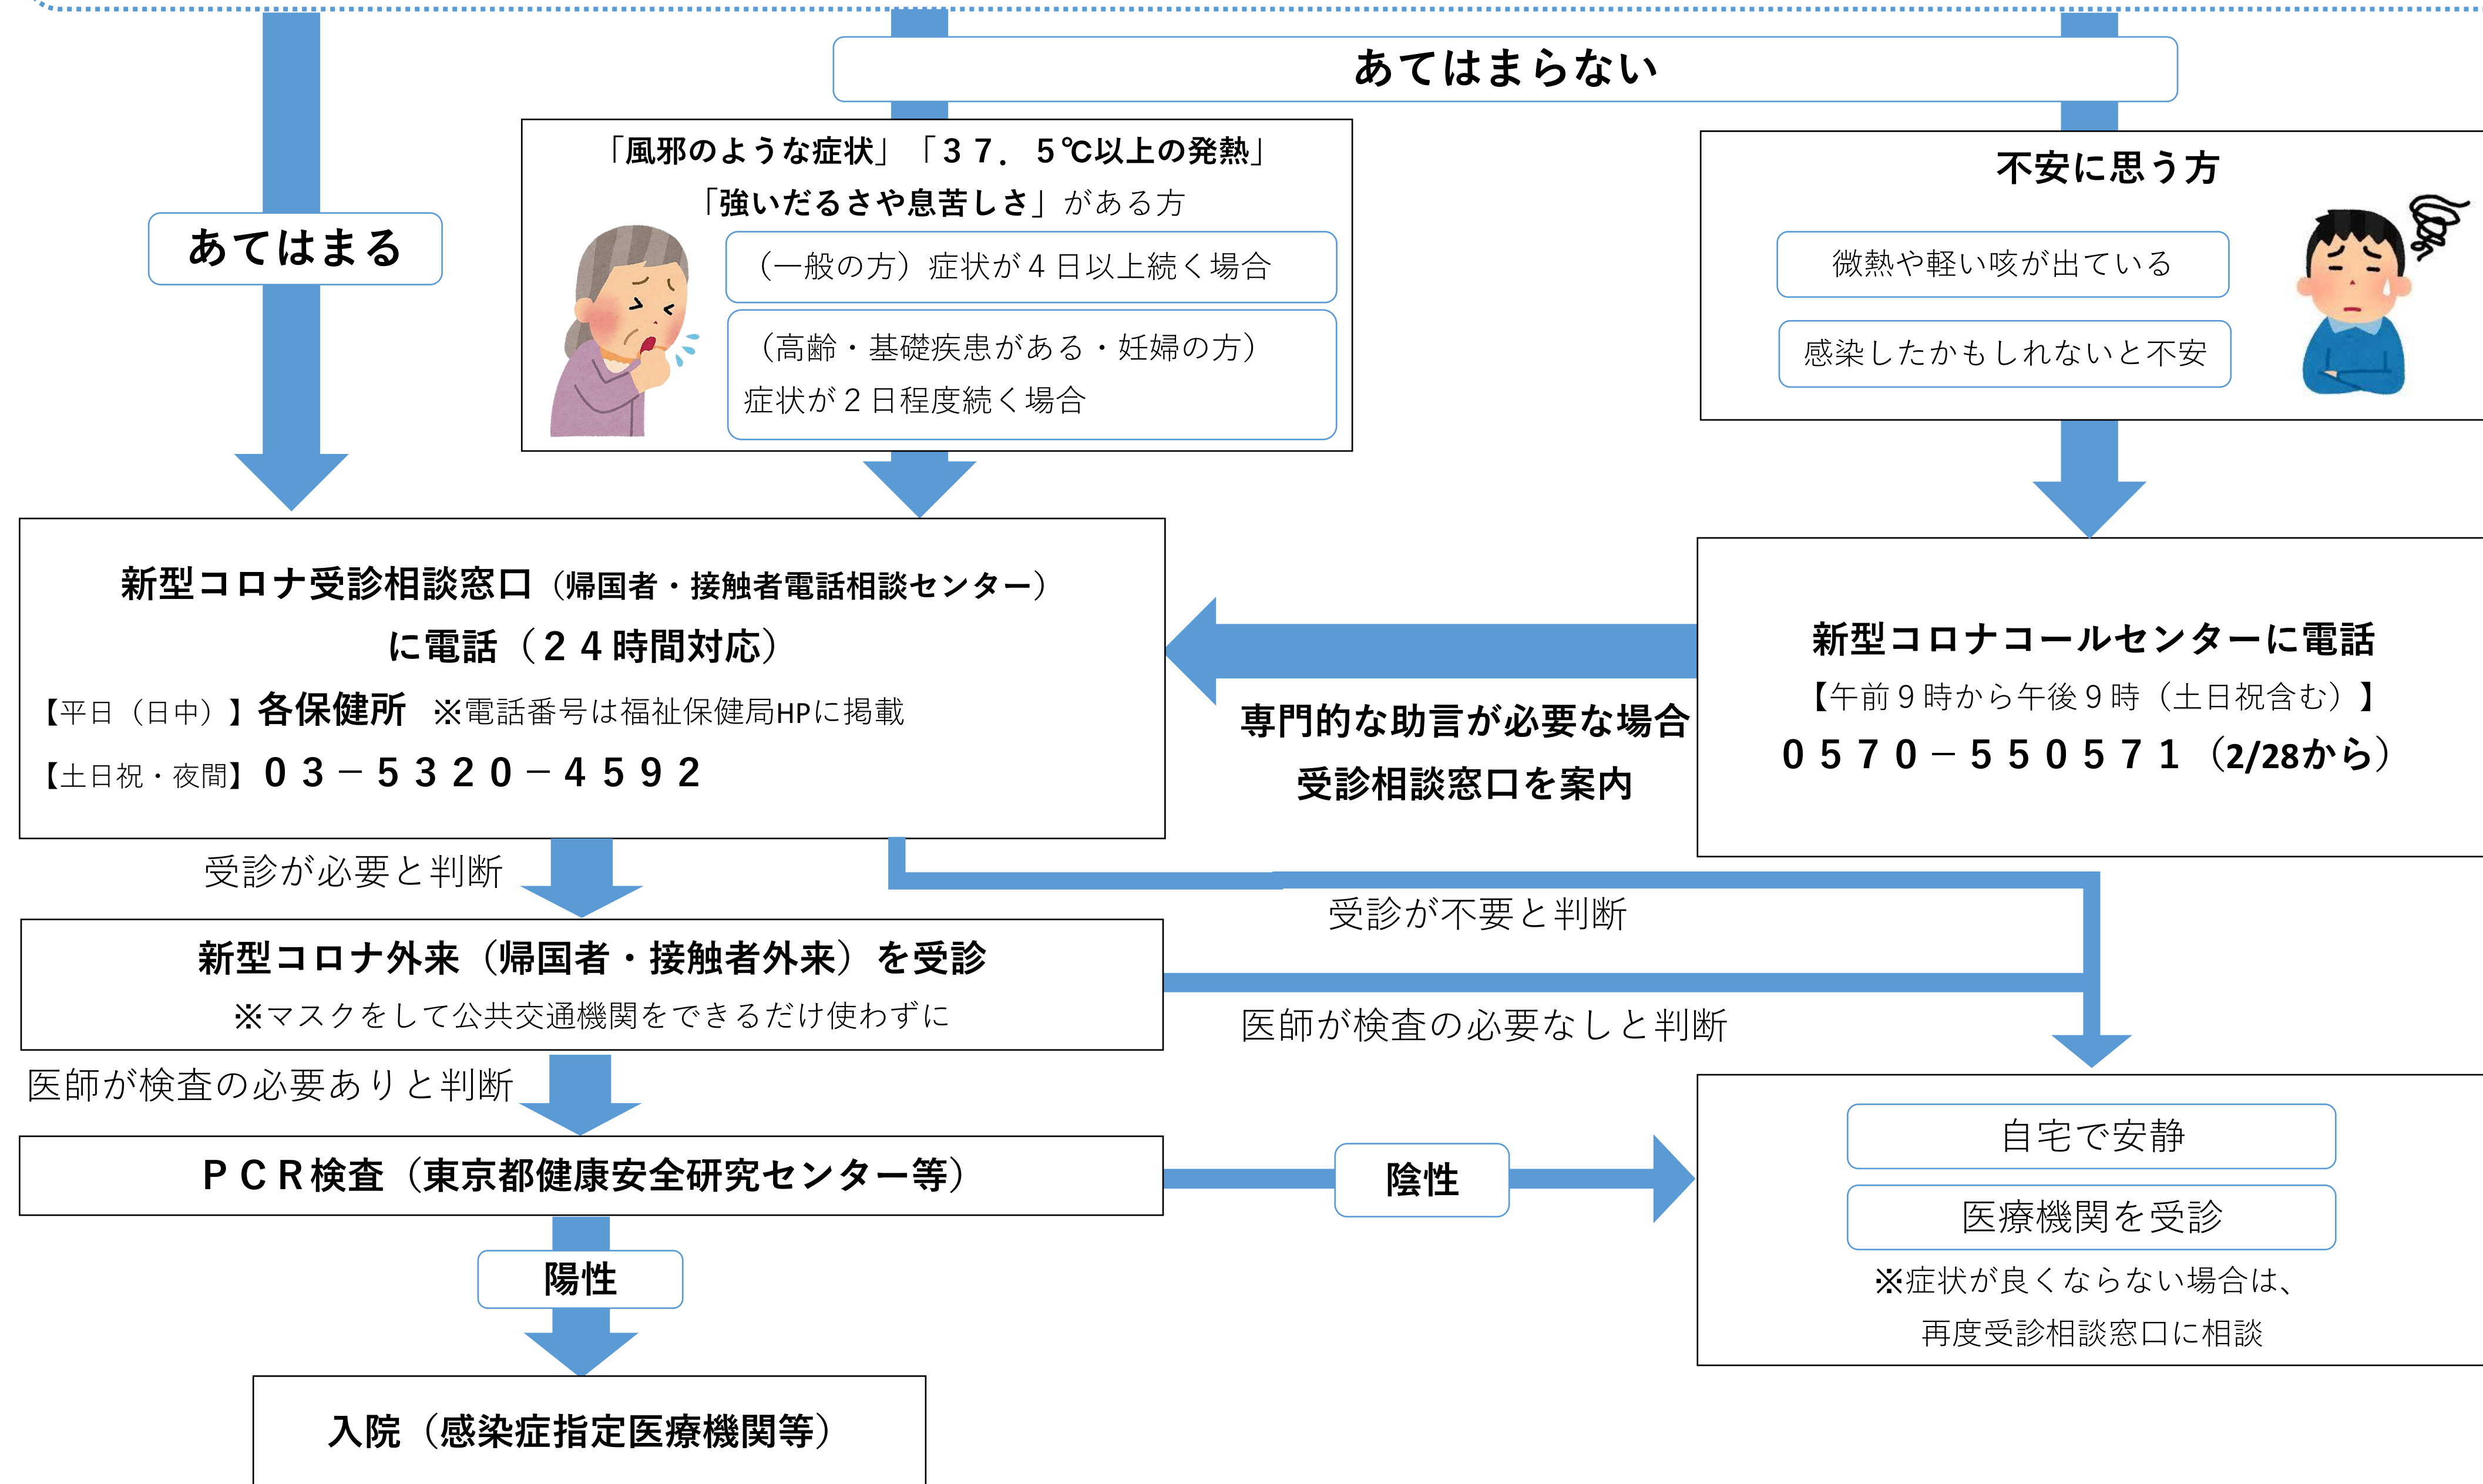 あてはまらない
あてはまる
「風邪のような症状」「３７．５℃以上の発熱」
「強いだるさや息苦しさ」がある方
（一般の方）症状が４日以上続く場合
（高齢・基礎疾患がある・妊婦の方）
症状が２日程度続く場合
不安に思う方
微熱や軽い咳が出ている
感染したかもしれないと不安
新型コロナ受診相談窓口（帰国者・接触者電話相談センター）
に電話（２４時間対応）
【平日（日中）】各保健所　※電話番号は福祉保健局HPに掲載
【土日祝・夜間】０３－５３２０－４５９２
専門的な助言が必要な場合
受診相談窓口を案内
新型コロナコールセンターに電話
【午前９時から午後９時（土日祝含む）】
０５７０－５５０５７１（2/28から）
受診が必要と判断
受診が不要と判断
新型コロナ外来（帰国者・接触者外来）を受診
※マスクをして公共交通機関をできるだけ使わずに
医師が検査の必要なしと判断
医師が検査の必要ありと判断
ＰＣＲ検査（東京都健康安全研究センター等）
陰性
自宅で安静
医療機関を受診
※症状が良くならない場合は、
再度受診相談窓口に相談
陽性
入院（感染症指定医療機関等）